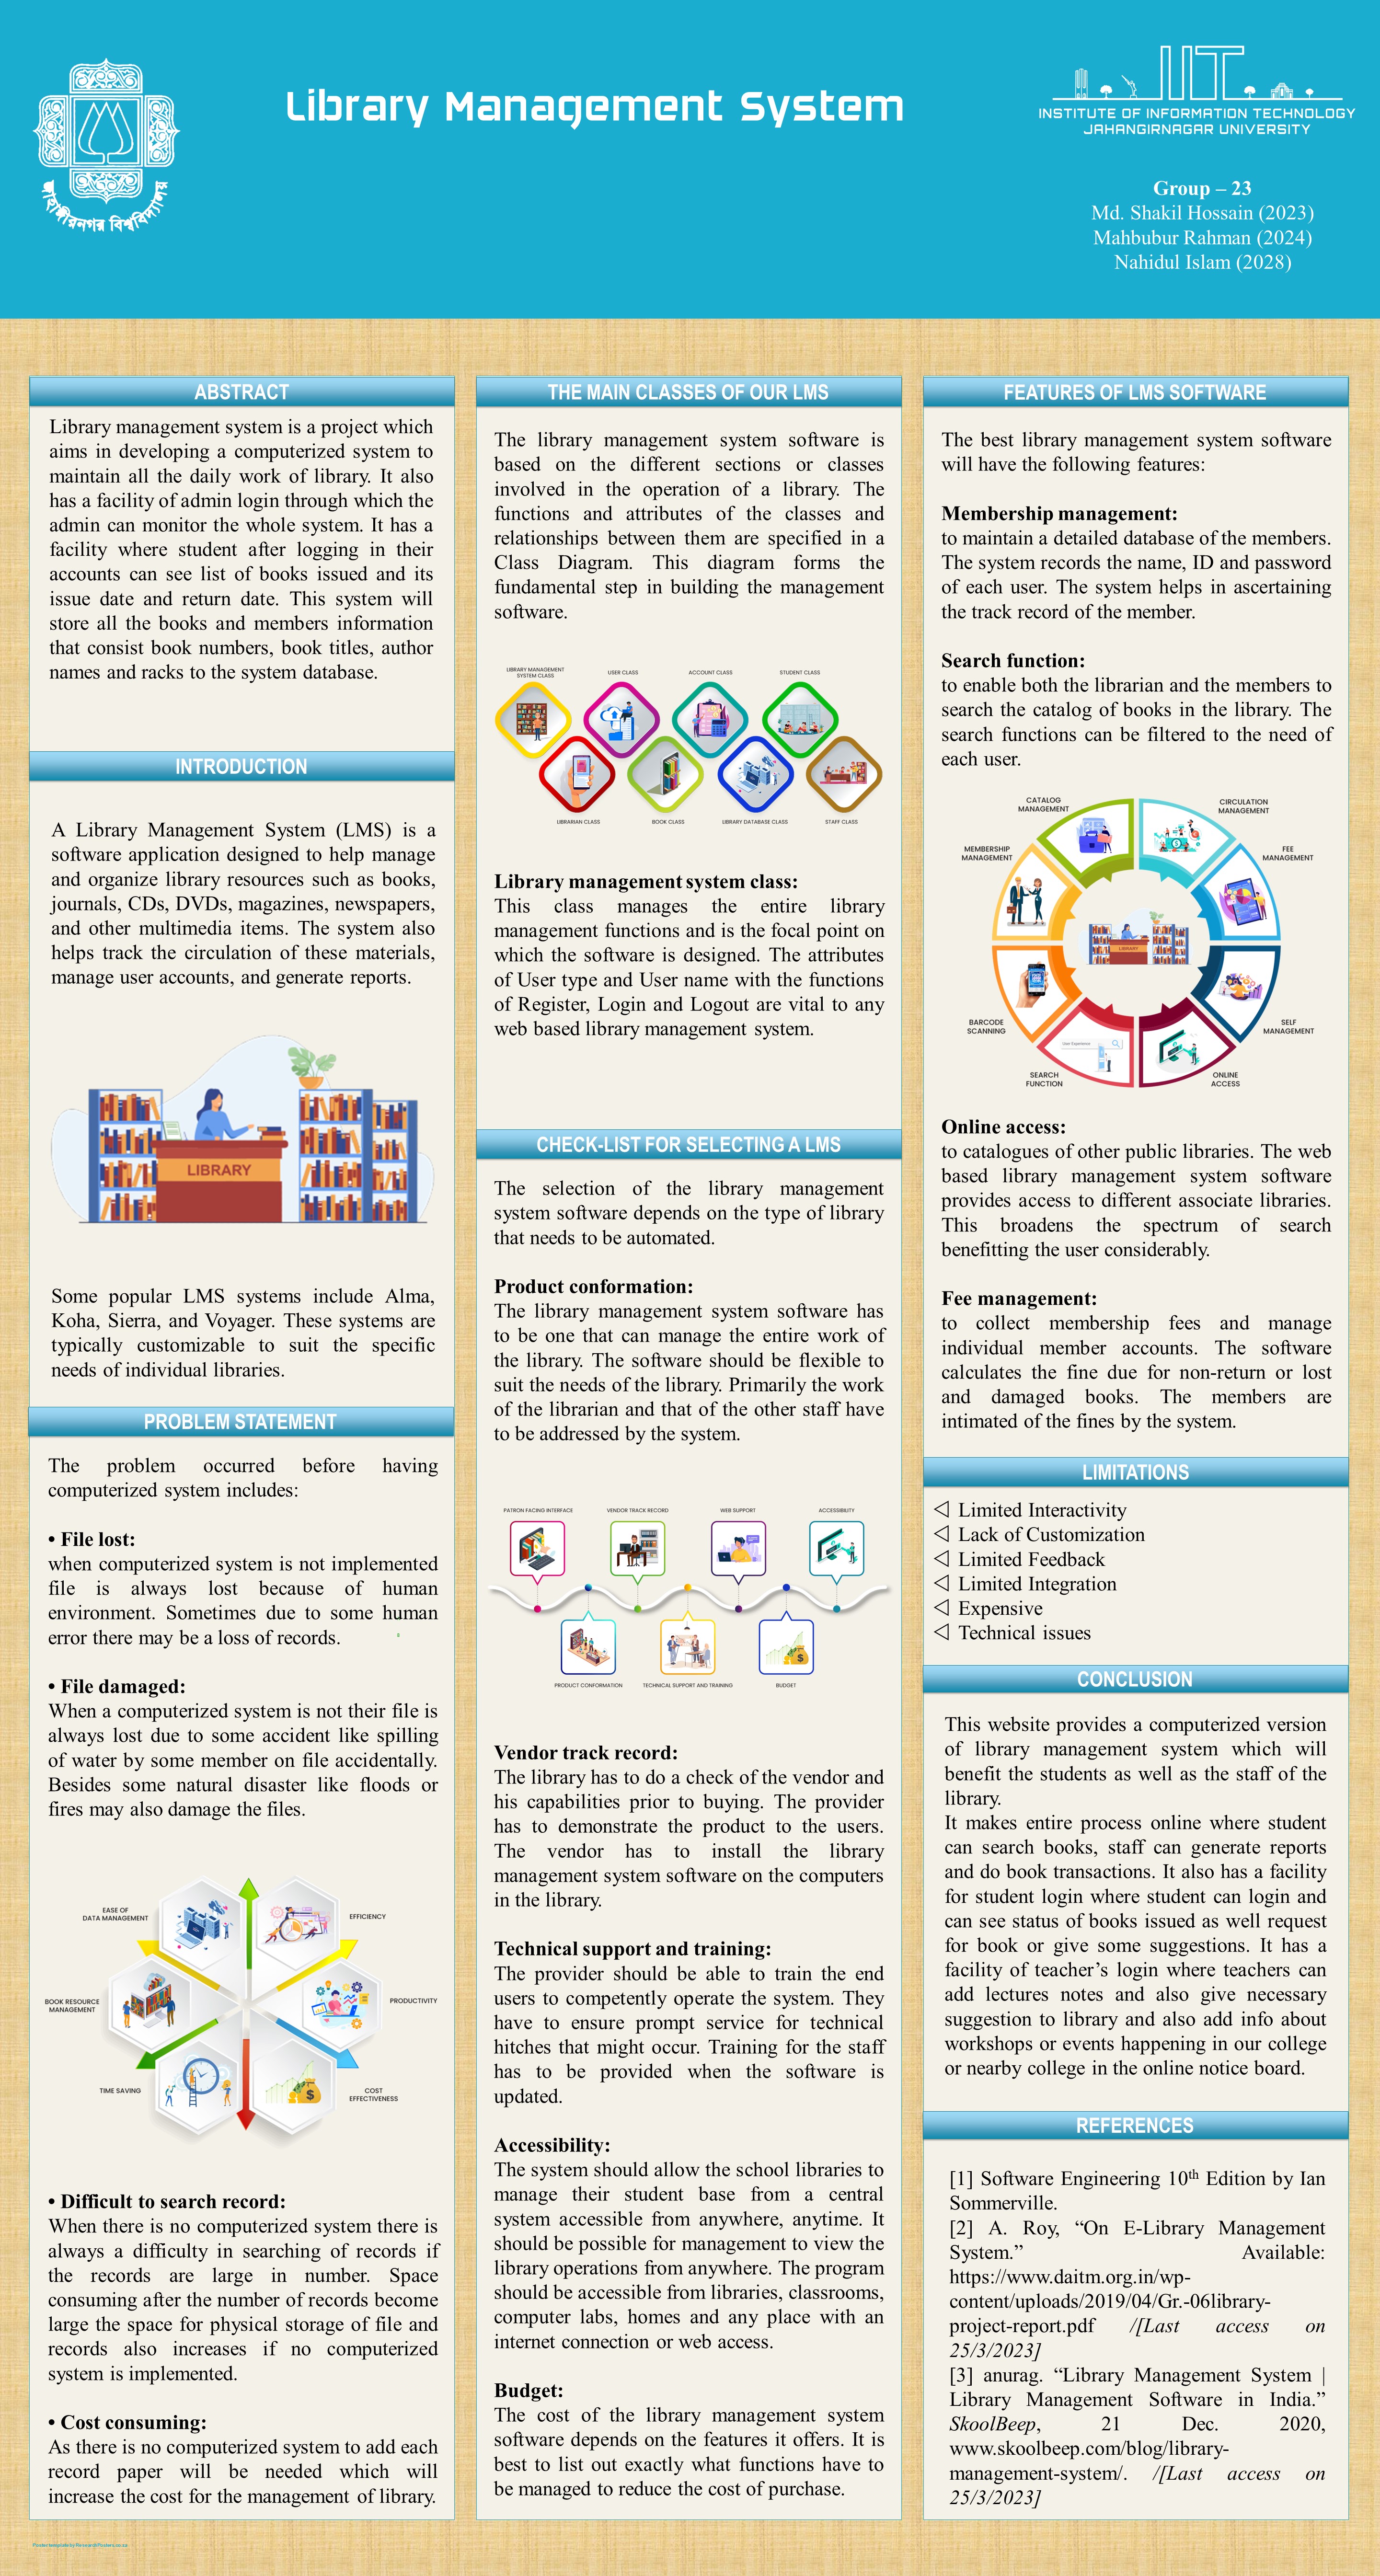 জাহাঙ্গীরনগর বিশ্ববিদ্যালয়
Library Management System
IIT
INSTITUTE OF INFORMATION TECHNOLOGY
JAHANGIRNAGAR UNIVERSITY
Group – 23
Md. Shakil Hossain (2023)
Mahbubur Rahman (2024)
Nahidul Islam (2028)
ABSTRACT
Library management system is a project which
aims in developing a computerized system to
maintain all the daily work of library. It also
has a facility of admin login through which the
admin can monitor the whole system. It has a
facility where student after logging in their
accounts can see list of books issued and its
issue date and return date. This system will
store all the books and members information
that consist book numbers, book titles, author
names and racks to the system database.
INTRODUCTION
A Library Management System (LMS) is a
software application designed to help manage
and organize library resources such as books,
journals, CDs, DVDs, magazines, newspapers,
and other multimedia items. The system also
helps track the circulation of these materials,
manage user accounts, and generate reports.
LIBRARY
Some popular LMS systems include Alma,
Koha, Sierra, and Voyager. These systems are
typically customizable to suit the specific
needs of individual libraries.
PROBLEM STATEMENT
The problem occurred before having
computerized system includes:
• File lost:
when computerized system is not implemented
file is always lost because of human
environment. Sometimes due to some human
error there may be a loss of records.
• File damaged:
When a computerized system is not their file is
always lost due to some accident like spilling
of water by some member on file accidentally.
Besides some natural disaster like floods or
fires may also damage the files.
EASE OF
DATA MANAGEMENT
EFFICIENCY
BOOK RESOURCE
MANAGEMENT
PRODUCTIVITY
TIME SAVING
COST
EFFECTIVENESS
• Difficult to search record:
When there is no computerized system there is
always a difficulty in searching of records if
the records are large in number. Space
consuming after the number of records become
large the space for physical storage of file and
records also increases if no computerized
system is implemented.
• Cost consuming:
As there is no computerized system to add each
record paper will be needed which will
increase the cost for the management of library.
THE MAIN CLASSES OF OUR LMS
The library management system software is
based on the different sections or classes
involved in the operation of a library. The
functions and attributes of the classes and
relationships between them are specified in a
Class Diagram. This diagram forms the
fundamental step in building the management
software.
LIBRARY MANAGEMENT
SYSTEM CLASS
USER CLASS
ACCOUNT CLASS
STUDENT CLASS
LIBRARIAN CLASS
BOOK CLASS
LIBRARY DATABASE CLASS
STAFF CLASS
Library management system class:
This class manages the entire library
management functions and is the focal point on
which the software is designed. The attributes
of User type and User name with the functions
of Register, Login and Logout are vital to any
web based library management system.
CHECK-LIST FOR SELECTING A LMS
The selection of the library management
system software depends on the type of library
that needs to be automated.
Product conformation:
The library management system software has
to be one that can manage the entire work of
the library. The software should be flexible to
suit the needs of the library. Primarily the work
of the librarian and that of the other staff have
to be addressed by the system.
PATRON FACING INTERFACE
VENDOR TRACK RECORD
WEB SUPPORT
ACCESSIBILITY
PRODUCT CONFORMATION
TECHNICAL SUPPORT AND TRAINING
BUDGET
Vendor track record:
The library has to do a check of the vendor and
his capabilities prior to buying. The provider
has to demonstrate the product to the users.
The vendor has to install the library
management system software on the computers
in the library.
Technical support and training:
The provider should be able to train the end
users to competently operate the system. They
have to ensure prompt service for technical
hitches that might occur. Training for the staff
has to be provided when the software is
updated.
Accessibility:
The system should allow the school libraries to
manage their student base from a central
system accessible from anywhere, anytime. It
should be possible for management to view the
library operations from anywhere. The program
should be accessible from libraries, classrooms,
computer labs, homes and any place with an
internet connection or web access.
Budget:
The cost of the library management system
software depends on the features it offers. It is
best to list out exactly what functions have to
be managed to reduce the cost of purchase.
FEATURES OF LMS SOFTWARE
The best library management system software
will have the following features:
Membership management:
to maintain a detailed database of the members.
The system records the name, ID and password
of each user. The system helps in ascertaining
the track record of the member.
Search function:
to enable both the librarian and the members to
search the catalog of books in the library. The
search functions can be filtered to the need of
each user.
CATALOG
MANAGEMENT
CIRCULATION
MANAGEMENT
MEMBERSHIP
MANAGEMENT
FEE
MANAGEMENT
LIBRARY
BARCODE
SCANNING
SELF
MANAGEMENT
User Experience
SEARCH
FUNCTION
ONLINE
ACCESS
Online access:
to catalogues of other public libraries. The web
based library management system software
provides access to different associate libraries.
This broadens the spectrum of search
benefitting the user considerably.
Fee management:
to collect membership fees and manage
individual member accounts. The software
calculates the fine due for non-return or lost
and damaged books. The members are
intimated of the fines by the system.
LIMITATIONS
Limited Interactivity
Lack of Customization
Limited Feedback
Limited Integration
Expensive
Technical issues
CONCLUSION
This website provides a computerized version
of library management system which will
benefit the students as well as the staff of the
library.
It makes entire process online where student
can search books, staff can generate reports
and do book transactions. It also has a facility
for student login where student can login and
can see status of books issued as well request
for book or give some suggestions. It has a
facility of teacher’s login where teachers can
add lectures notes and also give necessary
suggestion to library and also add info about
workshops or events happening in our college
or nearby college in the online notice board.
REFERENCES
[1] Software Engineering 10th Edition by Ian
Sommerville.
[2] A. Roy, “On E-Library Management
System.” Available:
https://www.daitm.org.in/wp-
content/uploads/2019/04/Gr.-06library-
project-report.pdf /[Last access on
25/3/2023]
[3] anurag. “Library Management System |
Library Management Software in India.”
SkoolBeep, 21 Dec. 2020,
www.skoolbeep.com/blog/library-
management-system/. /[Last access on
25/3/2023]
Poster template by ResearchPosters.co.za